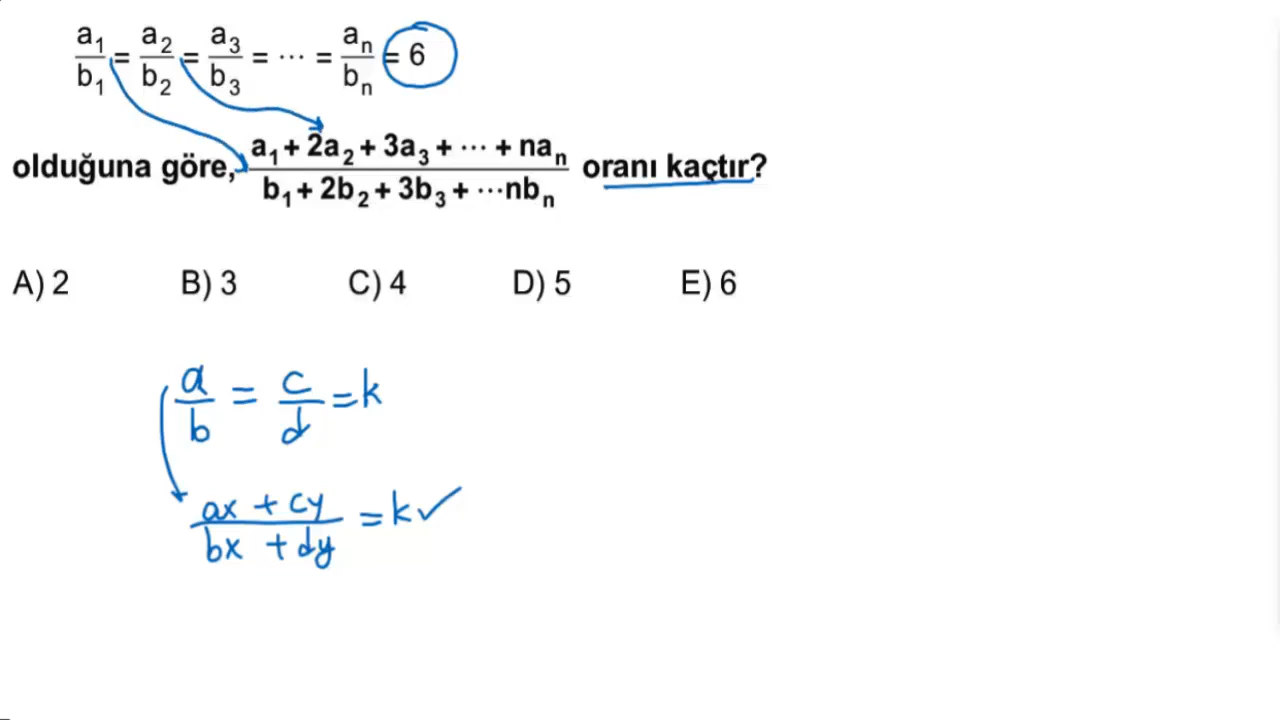 a₁/b₁ = a₂/b₂ = a₃/b₃ = ··· = aₙ/bₙ = 6
olduğuna göre, (a₁ + 2a₂ + 3a₃ + ··· + naₙ)/(b₁ + 2b₂ + 3b₃ + ···nbₙ) oranı kaçtır?
A) 2 B) 3 C) 4 D) 5 E) 6
a/b = c/d = k
(ax + cy)/(bx + dy) = k ✓